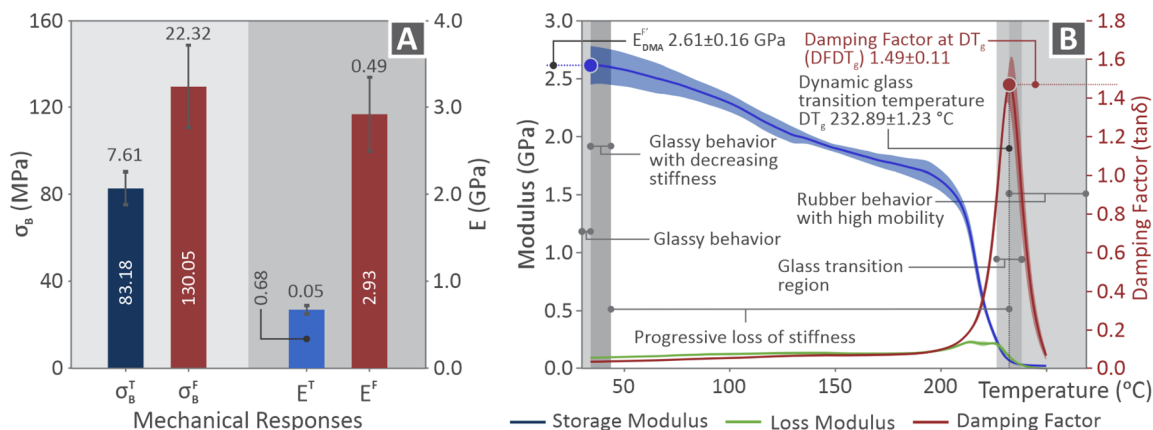 A
σ_B (MPa)
160
120
80
40
0
4.0
3.0
2.0
1.0
0.0
E (GPa)
7.61
83.18
22.32
130.05
0.68
0.05
0.49
2.93
σ_B^T
σ_B^F
E^T
E^F
Mechanical Responses
B
Modulus (GPa)
3.0
2.5
2.0
1.5
1.0
0.5
0.0
1.8
1.6
1.4
1.2
1.0
0.8
0.6
0.4
0.2
0.0
Damping Factor (tanδ)
E^F'_DMA 2.61±0.16 GPa
Damping Factor at DT_g
(DFDT_g) 1.49±0.11
Dynamic glass
transition temperature
DT_g 232.89±1.23 °C
Glassy behavior
with decreasing
stiffness
Rubber behavior
with high mobility
Glassy behavior
Glass transition
region
Progressive loss of stiffness
50
100
150
200
Temperature (°C)
Storage Modulus
Loss Modulus
Damping Factor